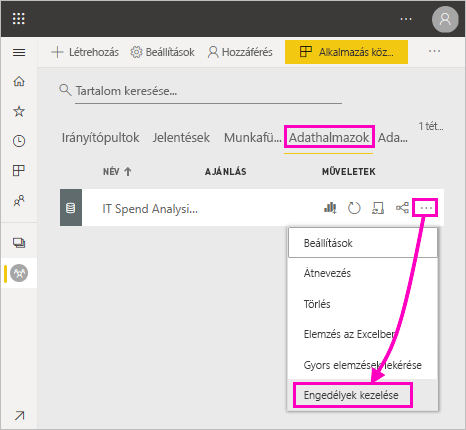 Létrehozás Beállítások Hozzáférés Alkalmazás köz...
Tartalom keresése...
1 tét...
Irányítópultok Jelentések Munkafü... Adathalmazok Ada...
NÉV AJÁNLÁS MŰVELETEK
IT Spend Analysi...
Beállítások
Átnevezés
Törlés
Elemzés az Excelben
Gyors elemzések lekérése
Engedélyek kezelése